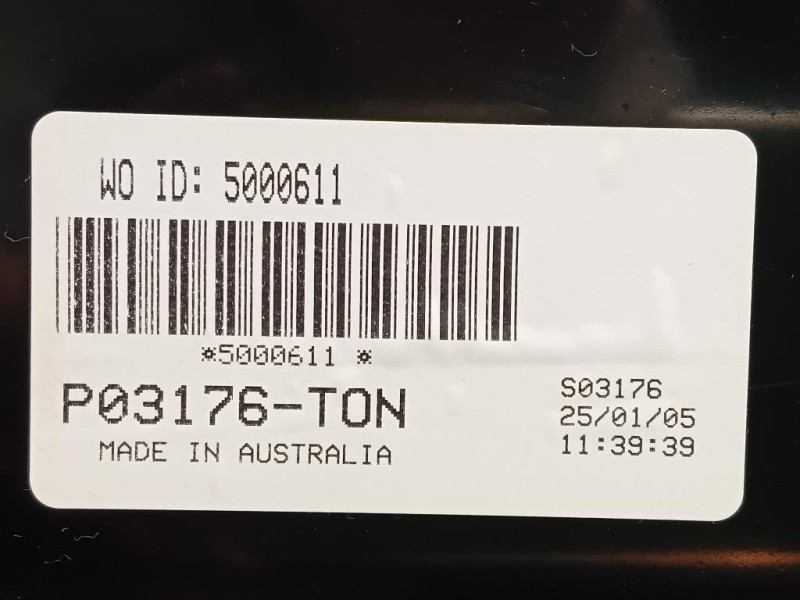 WO ID: 5000611
*5000611 *
P03176-TON
MADE IN AUSTRALIA
S03176
25/01/05
11:39:39